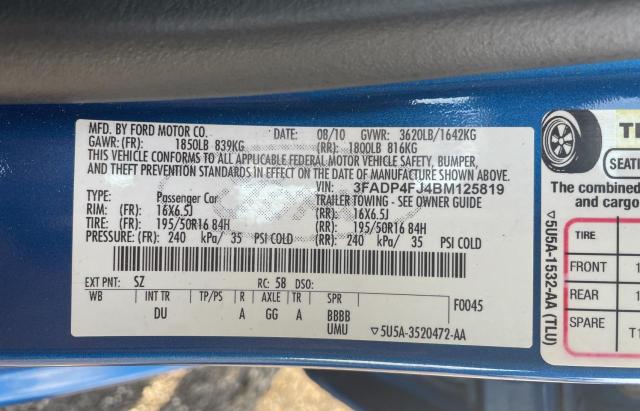 MFD. BY FORD MOTOR CO. DATE: 08/10 GVWR: 3620LB/1642KG
GAWR: (FR): 1850LB 839KG (RR): 1800LB 816KG
THIS VEHICLE CONFORMS TO ALL APPLICABLE FEDERAL MOTOR VEHICLE SAFETY, BUMPER,
AND THEFT PREVENTION STANDARDS IN EFFECT ON THE DATE OF MANUFACTURE SHOWN ABOVE.
VIN: 3FADP4FJ4BM125819
TYPE: Passenger Car TRAILER TOWING - SEE OWNER GUIDE
RIM: (FR): 16X6.5J (RR): 16X6.5J
TIRE: (FR): 195/50R16 84H (RR): 195/50R16 84H
PRESSURE: (FR): 240 kPa/ 35 PSI COLD (RR): 240 kPa/ 35 PSI COLD
EXT PNT: SZ RC: 58 DSO:
WB INT TR TP/PS R AXLE TR SPR F0045
DU A GG A BBBB
UMU ▽5U5A-3520472-AA
▽5U5A-1532-AA (TLU)
SEATI
The combined
and cargo
TIRE
FRONT 1
REAR 1
SPARE T1